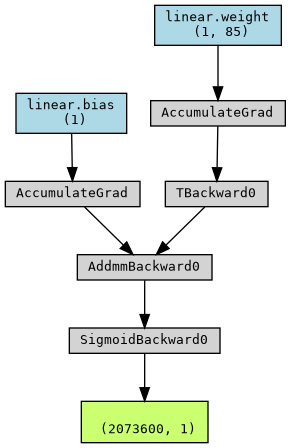 linear.weight
(1, 85)
linear.bias
(1)
AccumulateGrad
AccumulateGrad
TBackward0
AddmmBackward0
SigmoidBackward0
(2073600, 1)